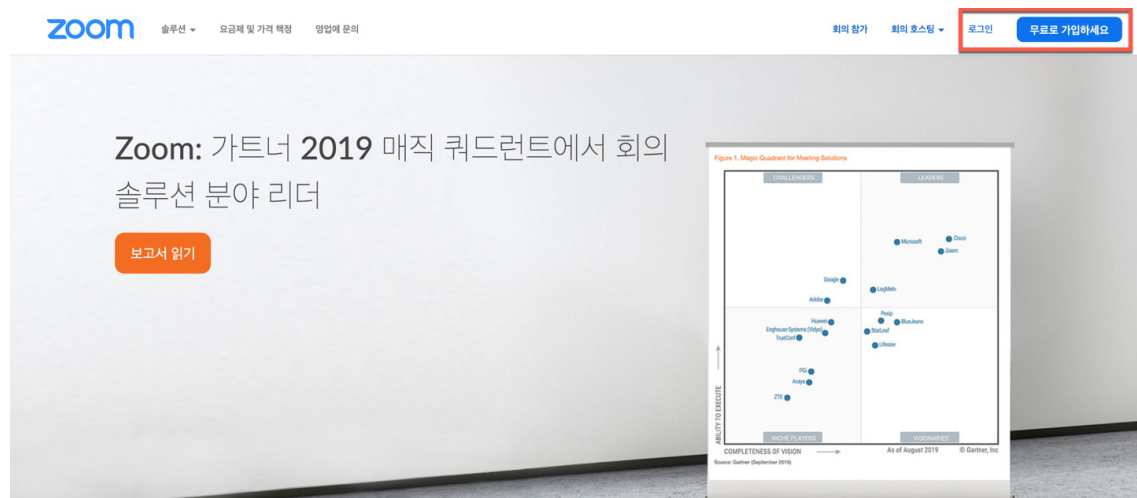 zoom
솔루션
요금제 및 가격 책정
영업에 문의
회의 참가
회의 호스팅
로그인
무료로 가입하세요
Zoom: 가트너 2019 매직 쿼드런트에서 회의
솔루션 분야 리더
보고서 읽기
Figure 1. Magic Quadrant for Meeting Solutions
CHALLENGERS
LEADERS
Microsoft
Cisco
Zoom
Google
LogMeIn
Adobe
Pexip
Huawei
BlueJeans
Enghouse Systems (Vidyo)
StarLeaf
TrueConf
Lifesize
PGi
Avaya
ZTE
ABILITY TO EXECUTE
NICHE PLAYERS
VISIONARIES
COMPLETENESS OF VISION
As of August 2019
© Gartner, Inc
Source: Gartner (September 2019)